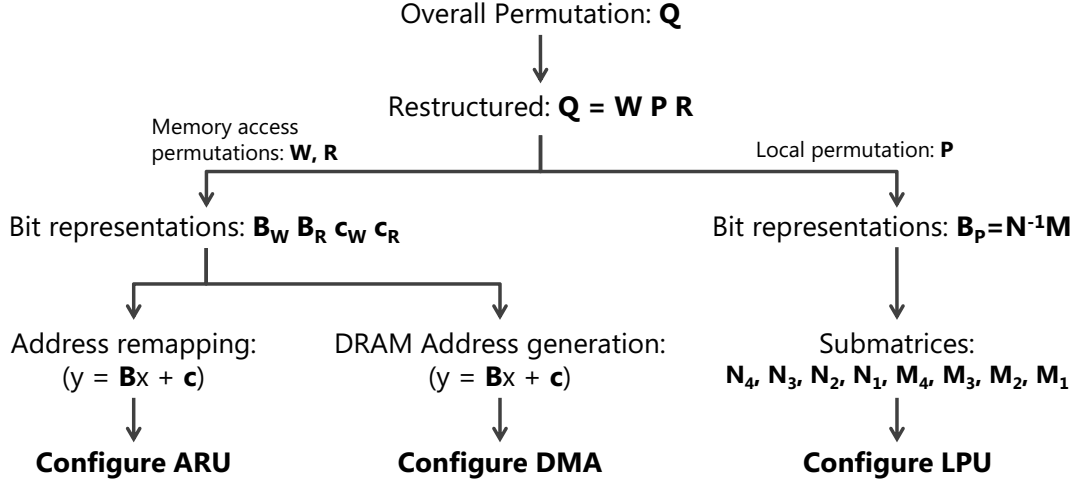 Overall Permutation: Q
Restructured: Q = W P R
Memory access
permutations: W, R
Local permutation: P
Bit representations: B_W B_R c_W c_R
Bit representations: B_P=N^-1M
Address remapping:
(y = Bx + c)
DRAM Address generation:
(y = Bx + c)
Submatrices:
N_4, N_3, N_2, N_1, M_4, M_3, M_2, M_1
Configure ARU
Configure DMA
Configure LPU